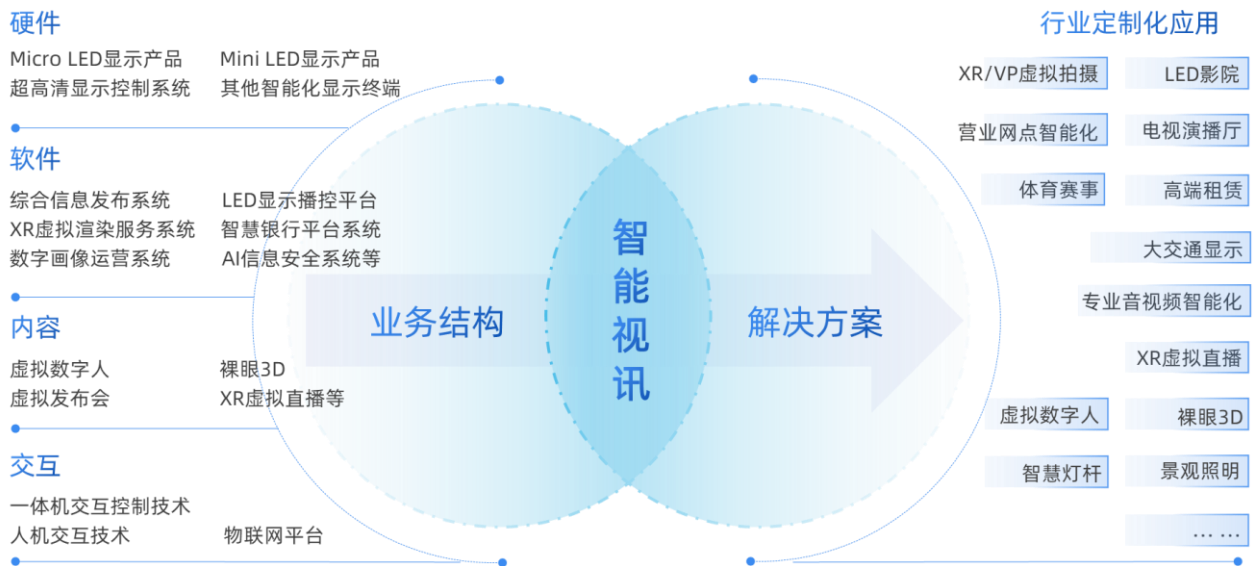 硬件
Micro LED显示产品 Mini LED显示产品
超高清显示控制系统 其他智能化显示终端
软件
综合信息发布系统 LED显示播控平台
XR虚拟渲染服务系统 智慧银行平台系统
数字画像运营系统 AI信息安全系统等
内容
虚拟数字人 裸眼3D
虚拟发布会 XR虚拟直播等
交互
一体机交互控制技术
人机交互技术 物联网平台
业务结构
智能视讯
解决方案
行业定制化应用
XR/VP虚拟拍摄 LED影院
营业网点智能化 电视演播厅
体育赛事 高端租赁
大交通显示
专业音视频智能化
XR虚拟直播
虚拟数字人 裸眼3D
智慧灯杆 景观照明
... ...